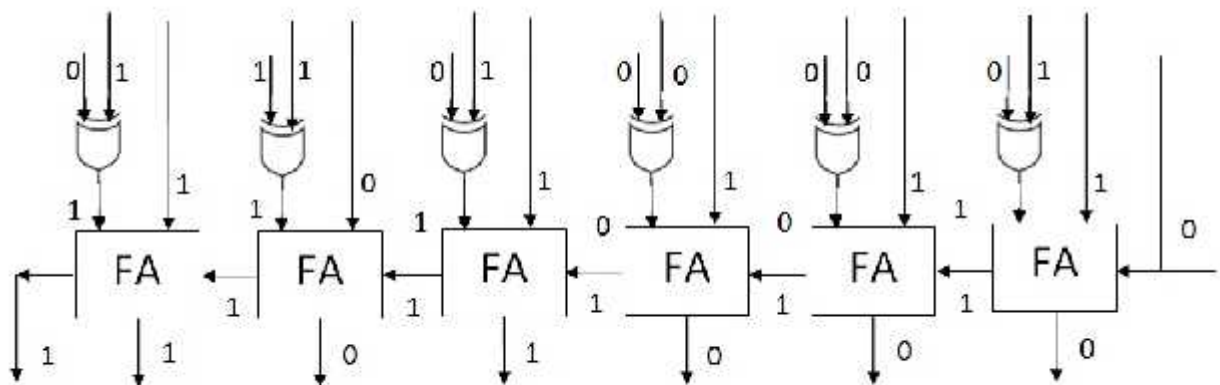 0 1 1 1 0 1 0 0 0 0 0 1
1 0 1 1 1 1 0
1 1 1 0 0 1
FA FA FA FA FA FA
1 1 1 1 1
1 1 0 1 0 0 0